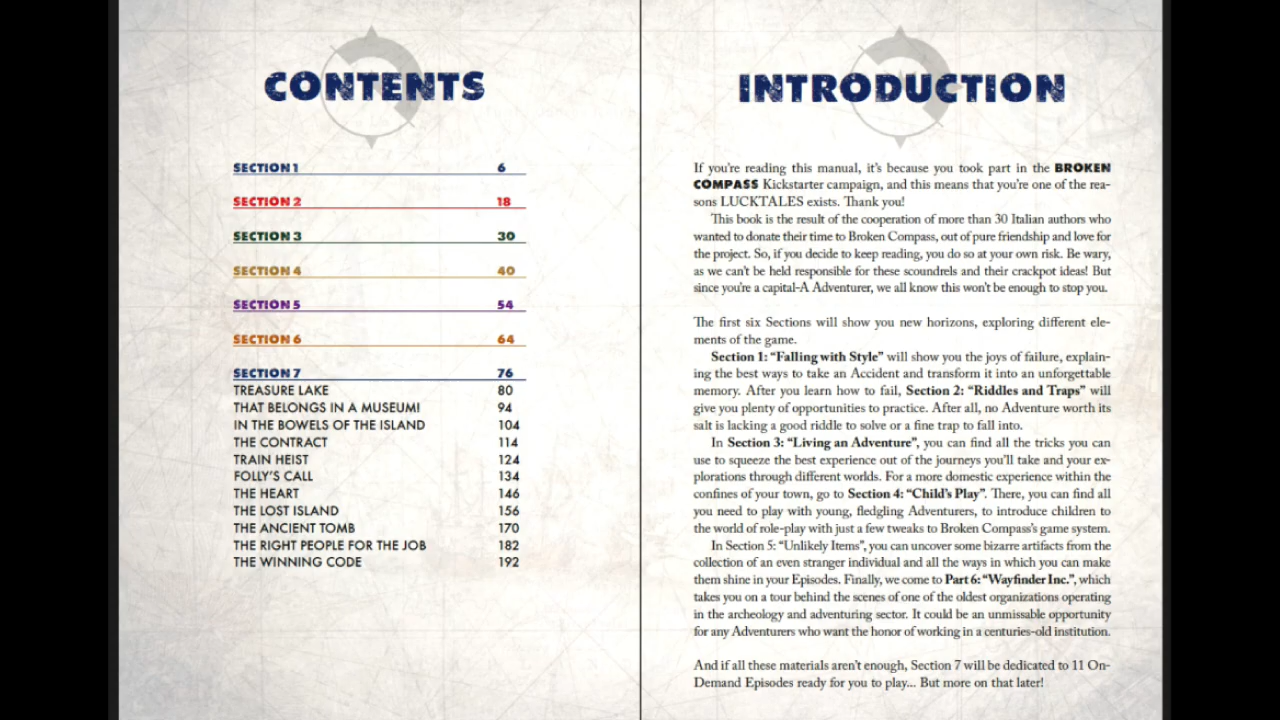 CONTENTS
SECTION 1 6
SECTION 2 18
SECTION 3 30
SECTION 4 40
SECTION 5 54
SECTION 6 64
SECTION 7 76
TREASURE LAKE 80
THAT BELONGS IN A MUSEUM! 94
IN THE BOWELS OF THE ISLAND 104
THE CONTRACT 114
TRAIN HEIST 124
FOLLY'S CALL 134
THE HEART 146
THE LOST ISLAND 156
THE ANCIENT TOMB 170
THE RIGHT PEOPLE FOR THE JOB 182
THE WINNING CODE 192
INTRODUCTION
If you're reading this manual, it's because you took part in the BROKEN
COMPASS Kickstarter campaign, and this means that you're one of the rea-
sons LUCKTALES exists. Thank you!
This book is the result of the cooperation of more than 30 Italian authors who
wanted to donate their time to Broken Compass, out of pure friendship and love for
the project. So, if you decide to keep reading, you do so at your own risk. Be wary,
as we can't be held responsible for these scoundrels and their crackpot ideas! But
since you're a capital-A Adventurer, we all know this won't be enough to stop you.
The first six Sections will show you new horizons, exploring different ele-
ments of the game.
Section 1: "Falling with Style" will show you the joys of failure, explain-
ing the best ways to take an Accident and transform it into an unforgettable
memory. After you learn how to fail, Section 2: "Riddles and Traps" will
give you plenty of opportunities to practice. After all, no Adventure worth its
salt is lacking a good riddle to solve or a fine trap to fall into.
In Section 3: "Living an Adventure", you can find all the tricks you can
use to squeeze the best experience out of the journeys you'll take and your ex-
plorations through different worlds. For a more domestic experience within the
confines of your town, go to Section 4: "Child's Play". There, you can find all
you need to play with young, fledgling Adventurers, to introduce children to
the world of role-play with just a few tweaks to Broken Compass's game system.
In Section 5: "Unlikely Items", you can uncover some bizarre artifacts from the
collection of an even stranger individual and all the ways in which you can make
them shine in your Episodes. Finally, we come to Part 6: "Wayfinder Inc.", which
takes you on a tour behind the scenes of one of the oldest organizations operating
in the archeology and adventuring sector. It could be an unmissable opportunity
for any Adventurers who want the honor of working in a centuries-old institution.
And if all these materials aren't enough, Section 7 will be dedicated to 11 On-
Demand Episodes ready for you to play... But more on that later!